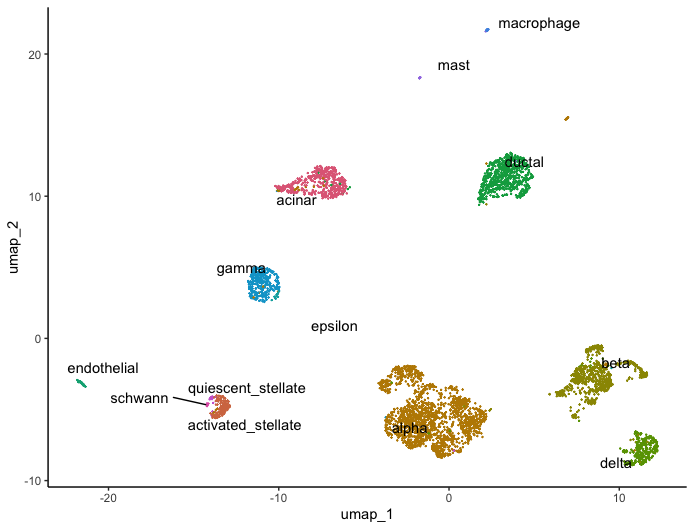 macrophage
20
mast
ductal
10
acinar
gamma
epsilon
0
endothelial
beta
quiescent_stellate
schwann
activated_stellate
alpha
delta
-10
-20
-10
0
10
umap_1
umap_2